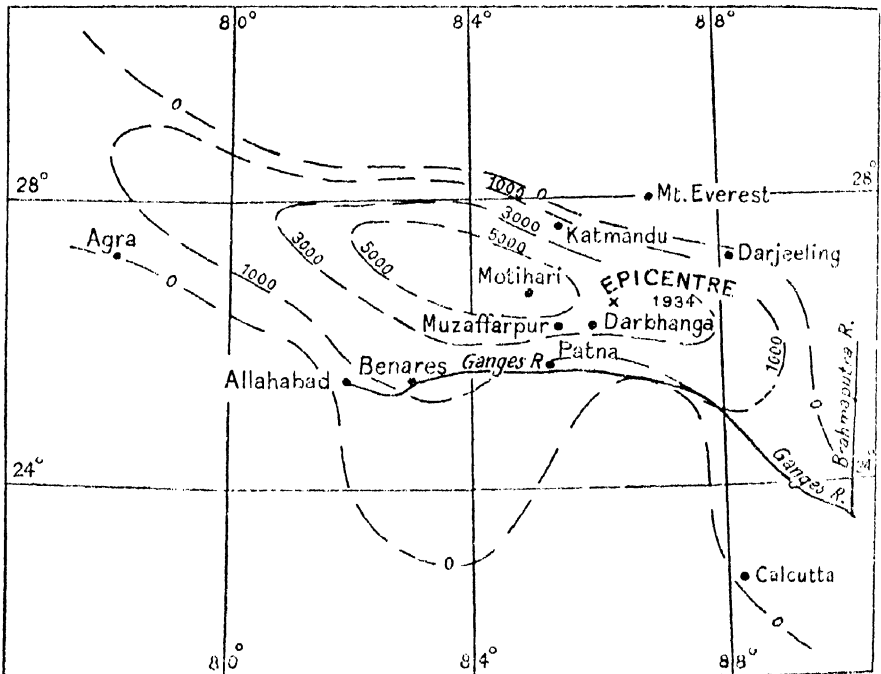 80°
84°
88°
0
1000
0
28°
Mt. Everest
28°
3000
Katmandu
Agra
3000
5000
5000
Darjeeling
0
1000
Motihari
EPICENTRE
1934
Muzaffarpur
Darbhanga
1000
Ganges R
Patna
Allahabad
Benares
0
Brahmaputra R.
24°
Ganges R.
0
Calcutta
0
80°
84°
88°